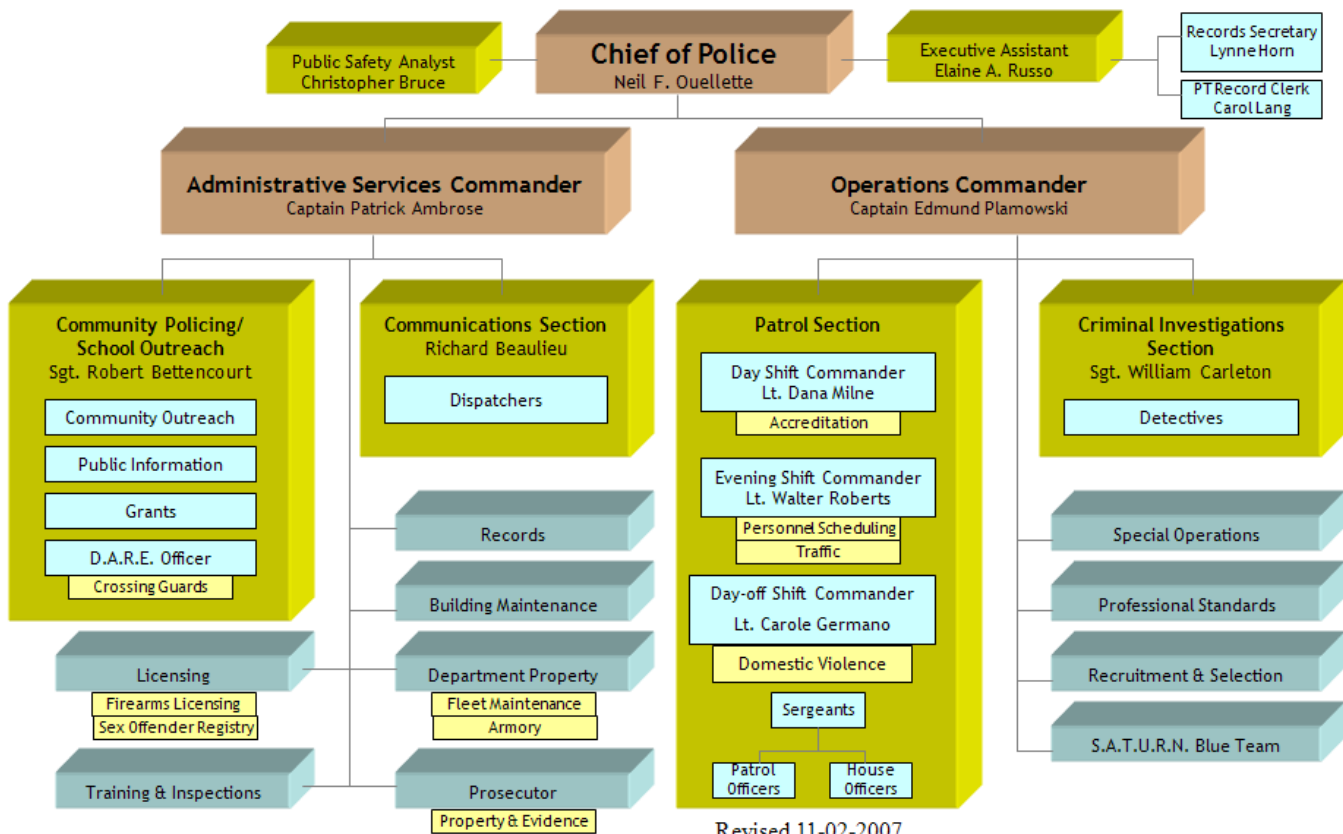 Chief of Police
Neil F. Ouellette
Public Safety Analyst
Christopher Bruce
Executive Assistant
Elaine A. Russo
Records Secretary
Lynne Horn
PT Record Clerk
Carol Lang
Administrative Services Commander
Captain Patrick Ambrose
Operations Commander
Captain Edmund Plamowski
Community Policing/
School Outreach
Sgt. Robert Bettencourt
Community Outreach
Public Information
Grants
D.A.R.E. Officer
Crossing Guards
Communications Section
Richard Beaulieu
Dispatchers
Records
Building Maintenance
Licensing
Firearms Licensing
Sex Offender Registry
Department Property
Fleet Maintenance
Armory
Training & Inspections
Prosecutor
Property & Evidence
Patrol Section
Day Shift Commander
Lt. Dana Milne
Accreditation
Evening Shift Commander
Lt. Walter Roberts
Personnel Scheduling
Traffic
Day-off Shift Commander
Lt. Carole Germano
Domestic Violence
Sergeants
Patrol
Officers
House
Officers
Criminal Investigations
Section
Sgt. William Carleton
Detectives
Special Operations
Professional Standards
Recruitment & Selection
S.A.T.U.R.N. Blue Team
Revised 11-02-2007